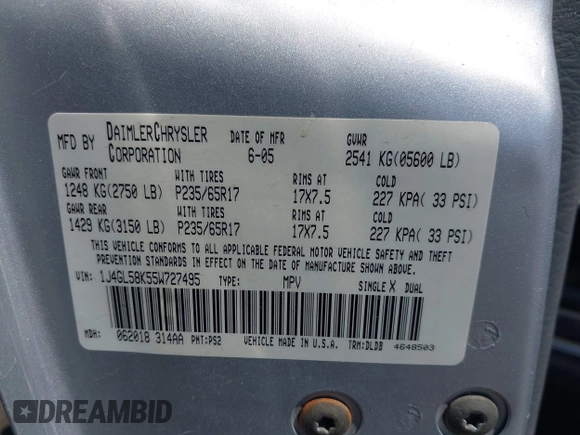 MFD BY DAIMLERCHRYSLER CORPORATION DATE OF MFR 6-05 GVWR 2541 KG(05600 LB)
GAWR FRONT WITH TIRES RIMS AT COLD
1248 KG(2750 LB) P235/65R17 17X7.5 227 KPA( 33 PSI)
GAWR REAR WITH TIRES RIMS AT COLD
1429 KG(3150 LB) P235/65R17 17X7.5 227 KPA( 33 PSI)
THIS VEHICLE CONFORMS TO ALL APPLICABLE FEDERAL MOTOR VEHICLE SAFETY AND THEFT
PREVENTION STANDARDS IN EFFECT ON THE DATE OF MANUFACTURE SHOWN ABOVE.
VIN: 1J4GL58K55W727495 TYPE: MPV SINGLE X DUAL
MDH: 062018 314AA PNT:PS2 VEHICLE MADE IN U.S.A. TRM:DLDB 4648503
DREAMBID